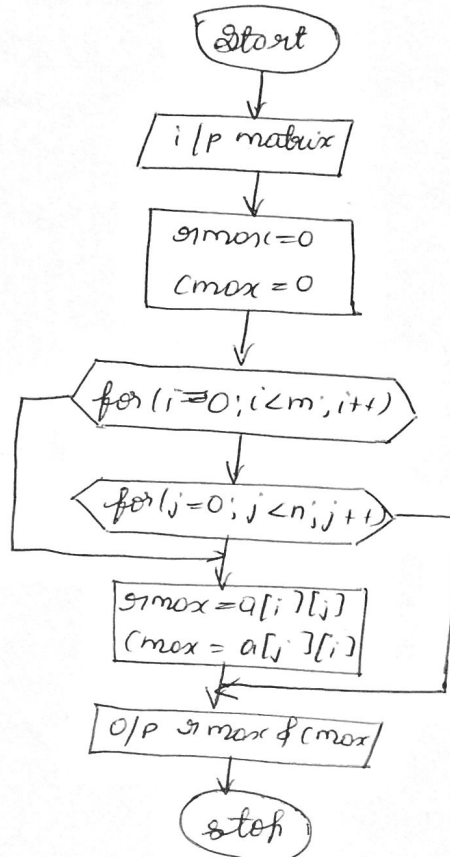 Start
i/p matrix
rmax=0
cmax=0
for(i=0;i<m;i++)
for(j=0;j<n;j++)
rmax=a[i][j]
cmax=a[j][i]
O/p rmax & cmax
stop